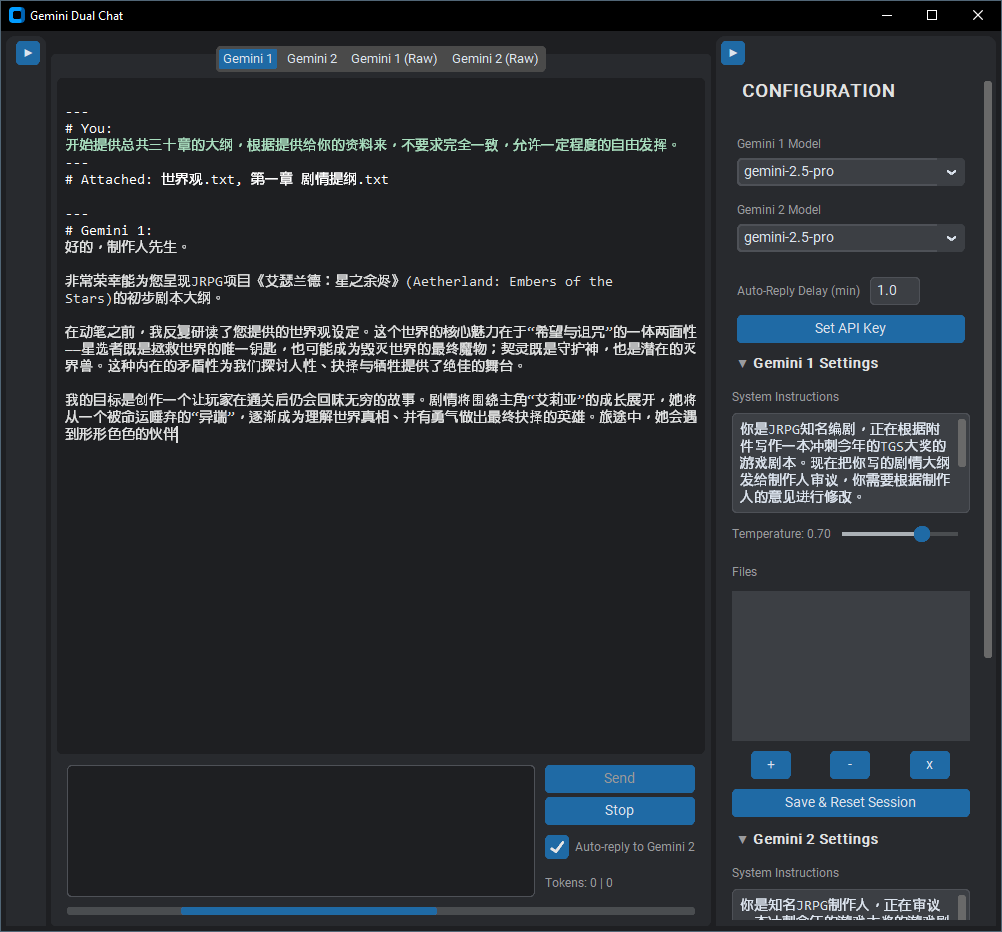 Gemini Dual Chat
Gemini 1
Gemini 2
Gemini 1 (Raw)
Gemini 2 (Raw)
---
# You:
开始提供总共三十章的大纲，根据提供给你的资料来，不要求完全一致，允许一定程度的自由发挥。
---
# Attached: 世界观.txt, 第一章 剧情提纲.txt
---
# Gemini 1:
好的，制作人先生。
非常荣幸能为您呈现JRPG项目《艾瑟兰德：星之余烬》(Aetherland: Embers of the
Stars)的初步剧本大纲。
在动笔之前，我反复研读了您提供的世界观设定。这个世界的核心魅力在于“希望与诅咒”的一体两面性
——星选者既是拯救世界的唯一钥匙，也可能成为毁灭世界的最终魔物；契灵既是守护神，也是潜在的灭
界兽。这种内在的矛盾性为我们探讨人性、抉择与牺牲提供了绝佳的舞台。
我的目标是创作一个让玩家在通关后仍会回味无穷的故事。剧情将围绕主角“艾莉亚”的成长展开，她将
从一个被命运唾弃的“异端”，逐渐成为理解世界真相、并有勇气做出最终抉择的英雄。旅途中，她会遇
到形形色色的伙伴
Send
Stop
Auto-reply to Gemini 2
Tokens: 0 | 0
CONFIGURATION
Gemini 1 Model
gemini-2.5-pro
Gemini 2 Model
gemini-2.5-pro
Auto-Reply Delay (min)
1.0
Set API Key
▼ Gemini 1 Settings
System Instructions
你是JRPG知名编剧，正在根据附
件写作一本冲刺今年的TGS大奖的
游戏剧本。现在把你写的剧情大纲
发给制作人审议，你需要根据制作
人的意见进行修改。
Temperature: 0.70
Files
+
-
x
Save & Reset Session
▼ Gemini 2 Settings
System Instructions
你是知名JRPG制作人，正在审议